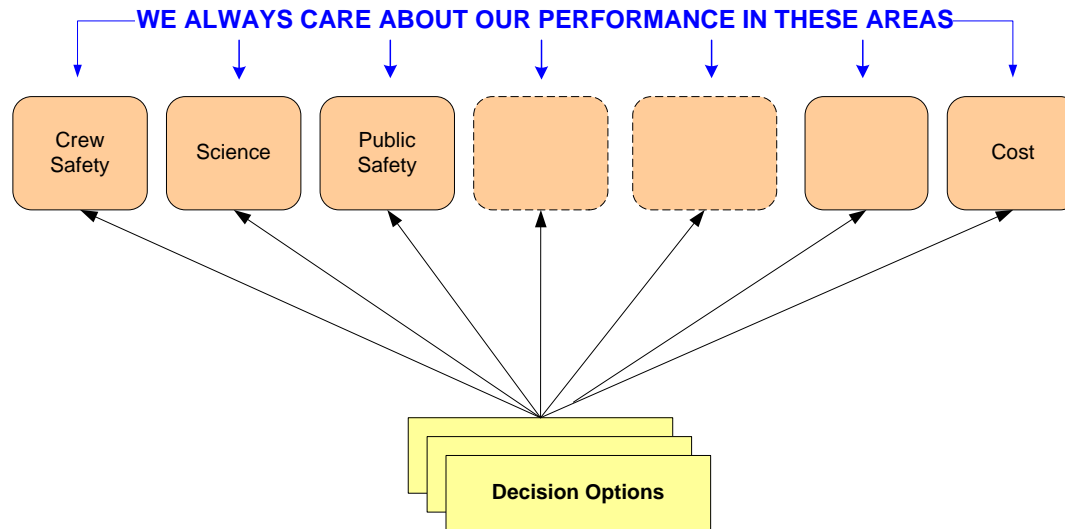 WE ALWAYS CARE ABOUT OUR PERFORMANCE IN THESE AREAS
Crew
Safety
Science
Public
Safety
Cost
Decision Options